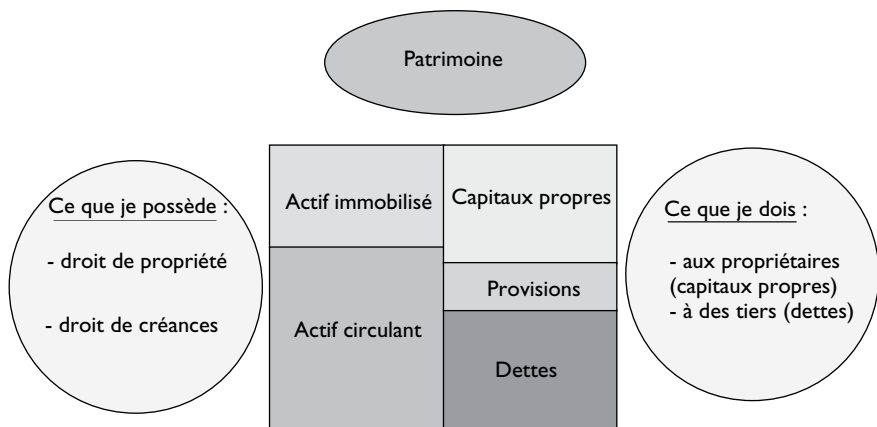 Patrimoine
Ce que je possède :
- droit de propriété
- droit de créances
Actif immobilisé
Actif circulant
Capitaux propres
Provisions
Dettes
Ce que je dois :
- aux propriétaires
(capitaux propres)
- à des tiers (dettes)